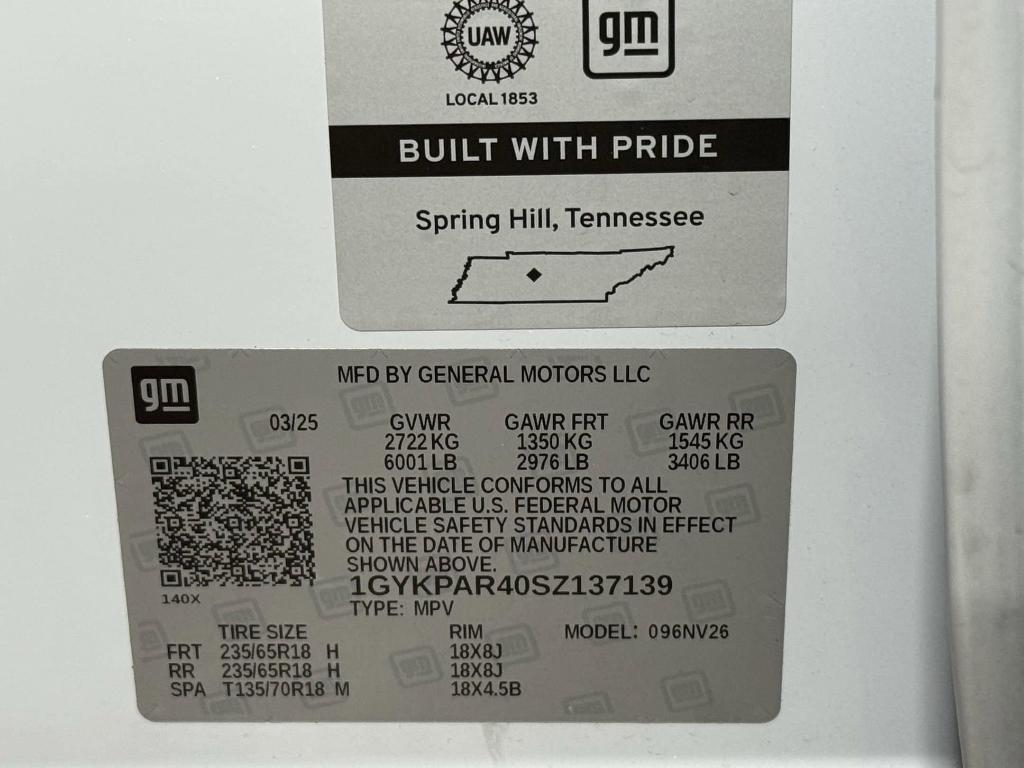 UAW
gm
LOCAL 1853
BUILT WITH PRIDE
Spring Hill, Tennessee
gm
MFD BY GENERAL MOTORS LLC
03/25 GVWR GAWR FRT GAWR RR
2722 KG 1350 KG 1545 KG
6001 LB 2976 LB 3406 LB
THIS VEHICLE CONFORMS TO ALL
APPLICABLE U.S. FEDERAL MOTOR
VEHICLE SAFETY STANDARDS IN EFFECT
ON THE DATE OF MANUFACTURE
SHOWN ABOVE.
1GYKPAR40SZ137139
140X
TYPE: MPV
TIRE SIZE RIM MODEL: 096NV26
FRT 235/65R18 H 18X8J
RR 235/65R18 H 18X8J
SPA T135/70R18 M 18X4.5B